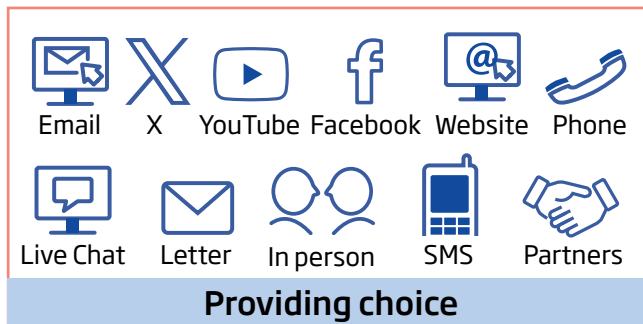 Email X YouTube Facebook Website Phone
Live Chat Letter In person SMS Partners
Providing choice